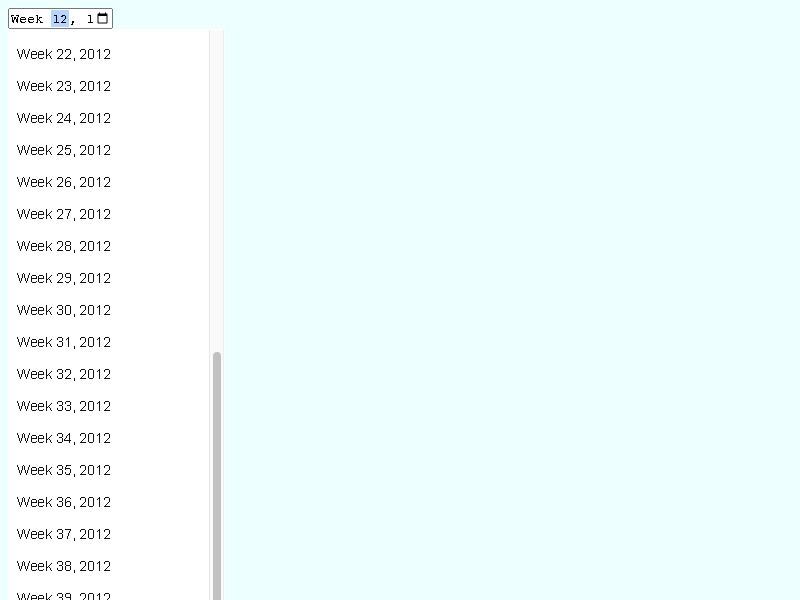 Week 12, 1
Week 22, 2012
Week 23, 2012
Week 24, 2012
Week 25, 2012
Week 26, 2012
Week 27, 2012
Week 28, 2012
Week 29, 2012
Week 30, 2012
Week 31, 2012
Week 32, 2012
Week 33, 2012
Week 34, 2012
Week 35, 2012
Week 36, 2012
Week 37, 2012
Week 38, 2012
Week 39, 2012